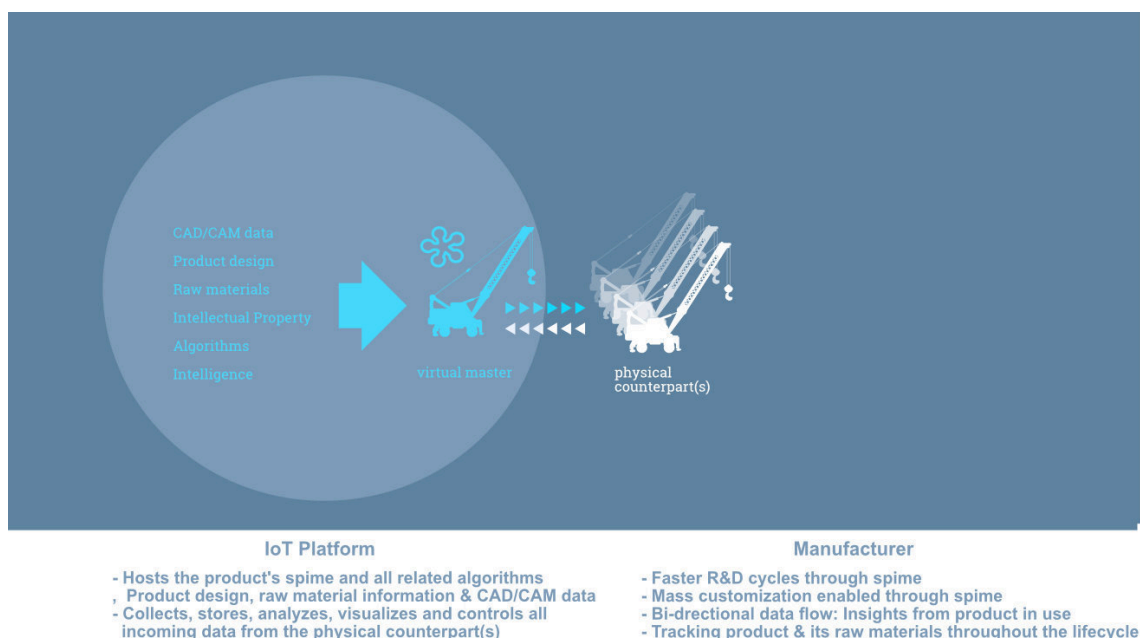 CAD/CAM data
Product design
Raw materials
Intellectual Property
Algorithms
Intelligence
virtual master
physical
counterpart(s)
IoT Platform
- Hosts the product's spime and all related algorithms
, Product design, raw material information & CAD/CAM data
- Collects, stores, analyzes, visualizes and controls all
incoming data from the physical counterpart(s)
Manufacturer
- Faster R&D cycles through spime
- Mass customization enabled through spime
- Bi-drectional data flow: Insights from product in use
- Tracking product & its raw materials throughout the lifecycle